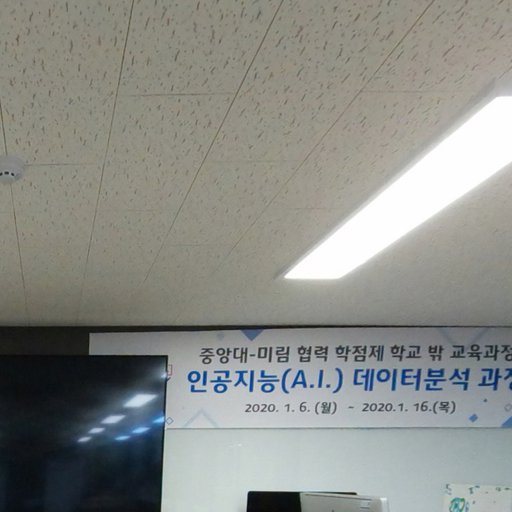 중앙대-미림 협력 학점제 학교 밖 교육과정
인공지능(A.I.) 데이터분석 과정
2020. 1. 6. (월) ~ 2020.1. 16.(목)